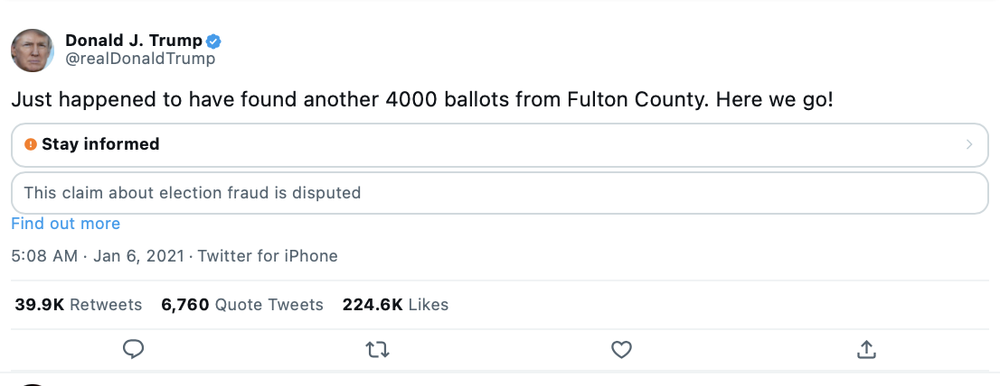 Donald J. Trump
@realDonaldTrump
Just happened to have found another 4000 ballots from Fulton County. Here we go!
Stay informed
This claim about election fraud is disputed
Find out more
5:08 AM · Jan 6, 2021 · Twitter for iPhone
39.9K Retweets 6,760 Quote Tweets 224.6K Likes